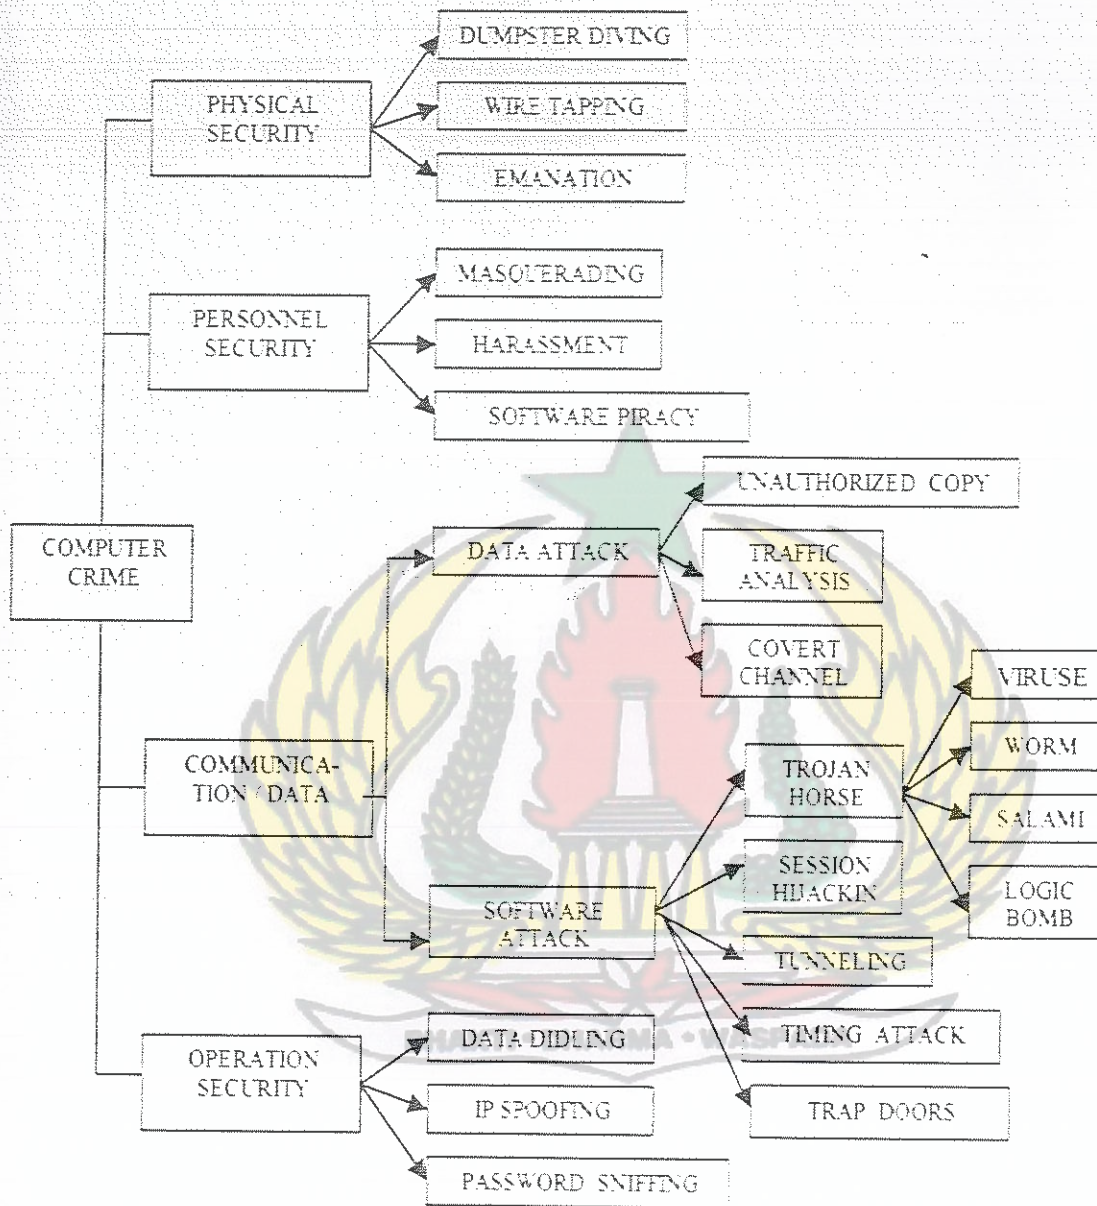 DUMPSTER DIVING
PHYSICAL
SECURITY
WIRE TAPPING
EMANATION
MASQUERADING
PERSONNEL
SECURITY
HARASSMENT
SOFTWARE PIRACY
UNAUTHORIZED COPY
COMPUTER
CRIME
DATA ATTACK
TRAFFIC
ANALYSIS
COVERT
CHANNEL
VIRUSE
COMMUNICA-
TION / DATA
TROJAN
HORSE
WORM
SALAMI
SESSION
HIJACKIN
LOGIC
BOMB
SOFTWARE
ATTACK
TUNNELING
DATA DIDLING
TIMING ATTACK
OPERATION
SECURITY
IP SPOOFING
TRAP DOORS
PASSWORD SNIFFING